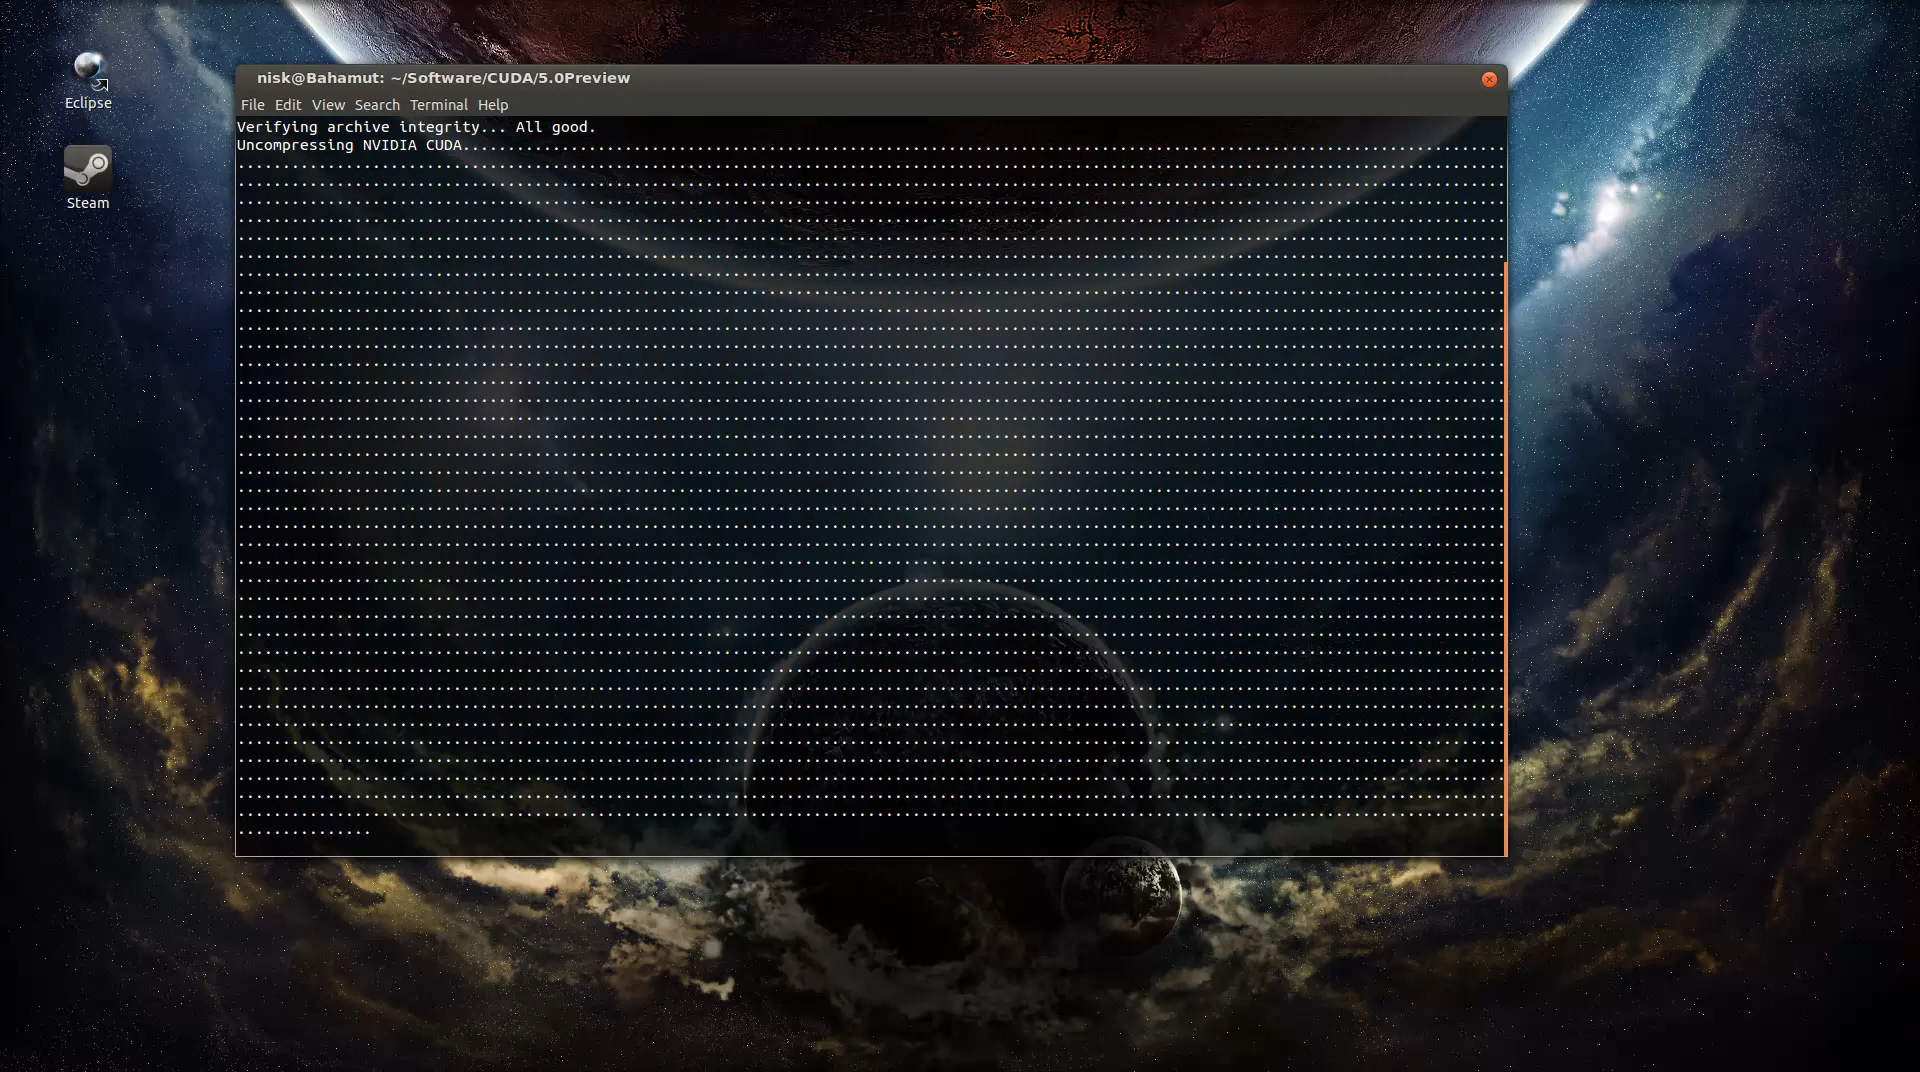 Eclipse
Steam
nisk@Bahamut: ~/Software/CUDA/5.0Preview
File Edit View Search Terminal Help
Verifying archive integrity... All good.
Uncompressing NVIDIA CUDA....................